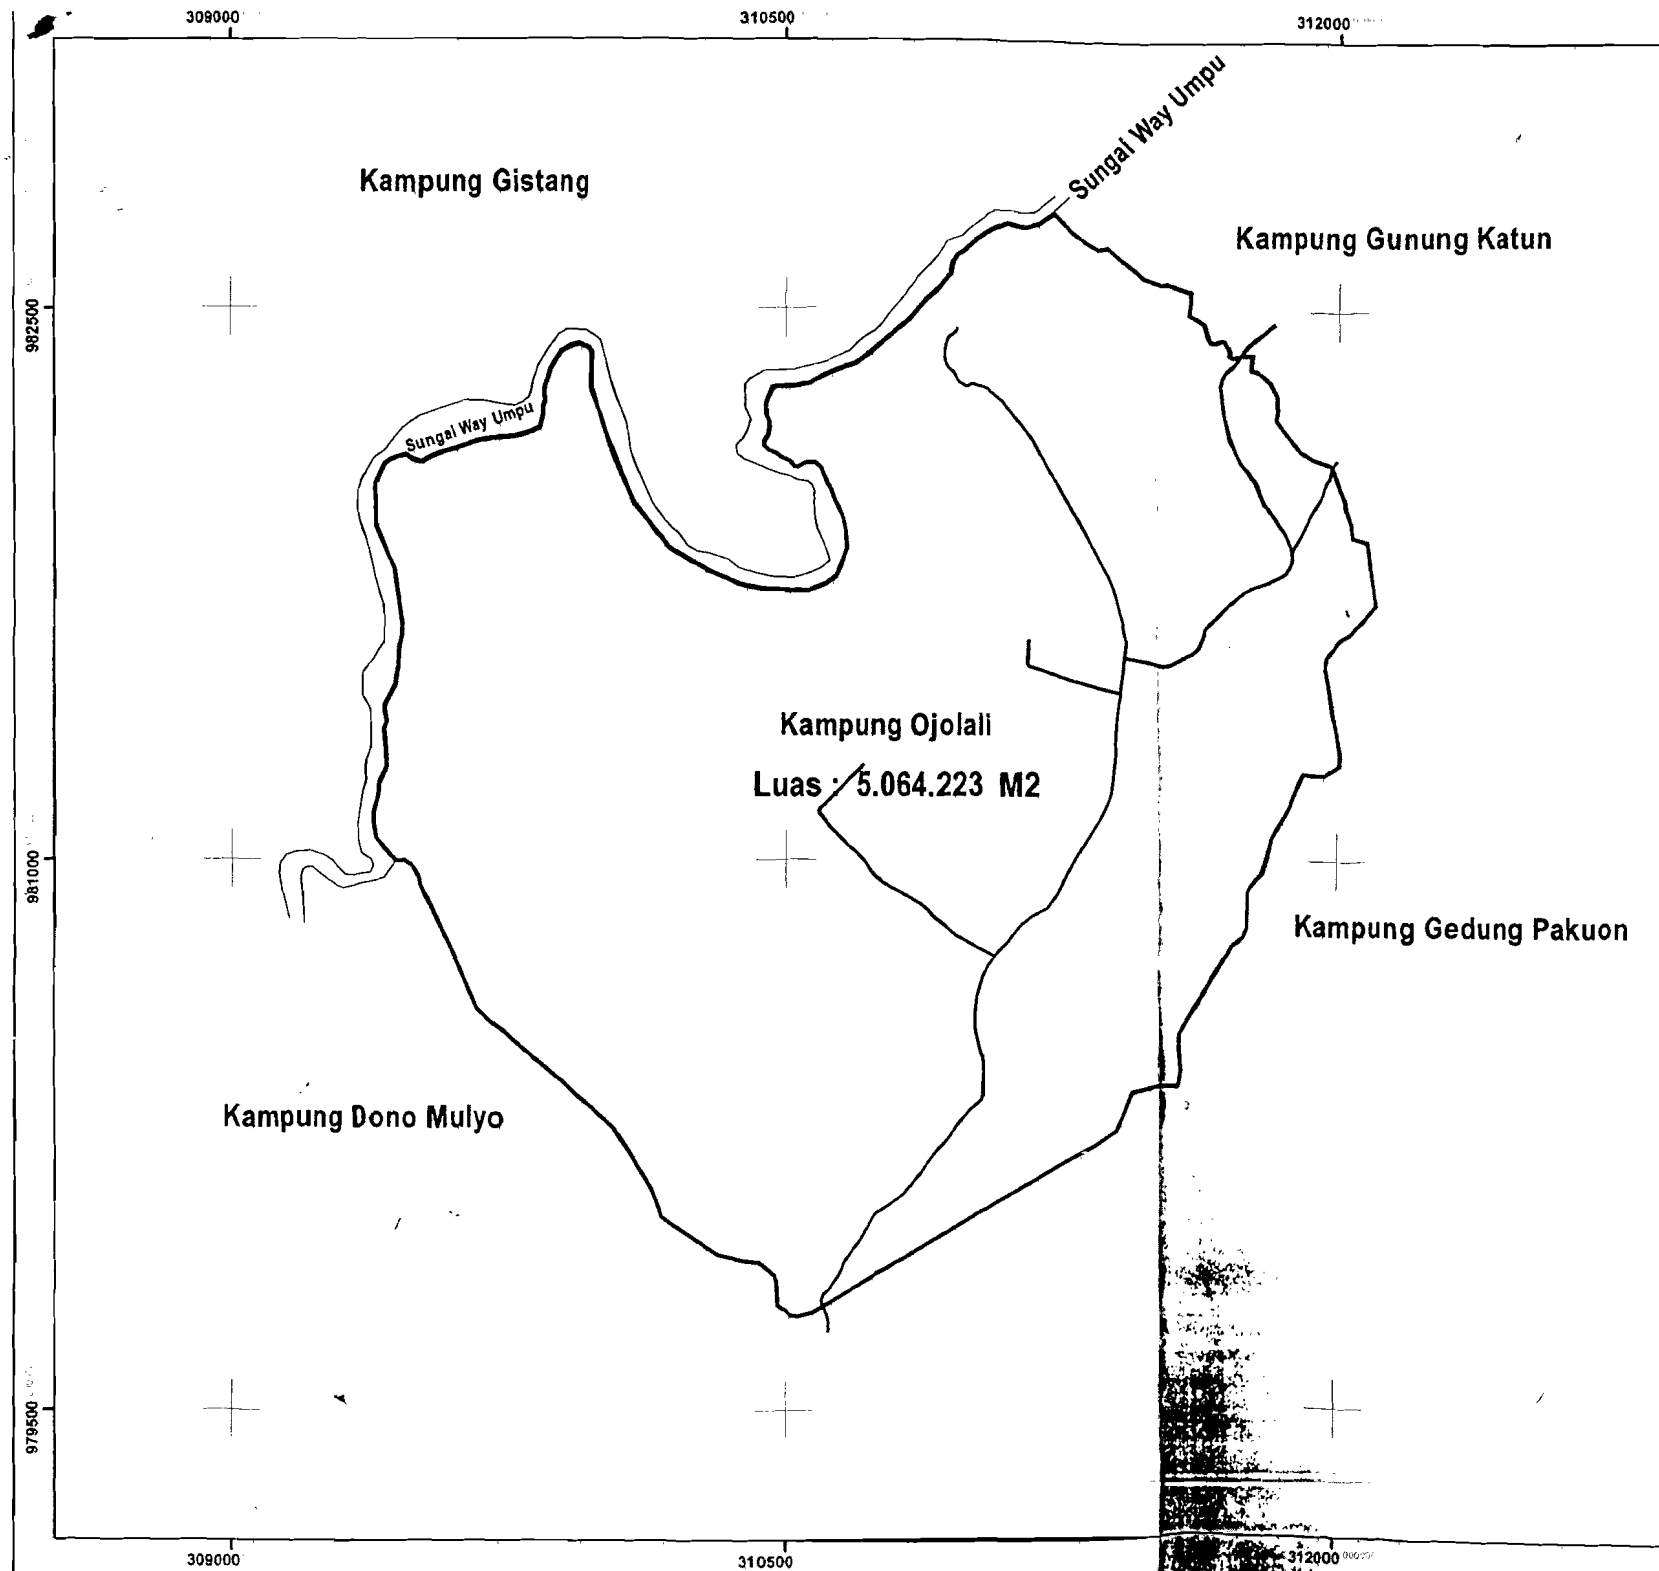 309000
310500
312000
Sungai Way Umpu
Kampung Gistang
Kampung Gunung Katun
982500
Sungai Way Umpu
Kampung Ojolali
Luas : 5.064.223 M2
981000
Kampung Gedung Pakuon
Kampung Dono Mulyo
979500
309000
310500
312000